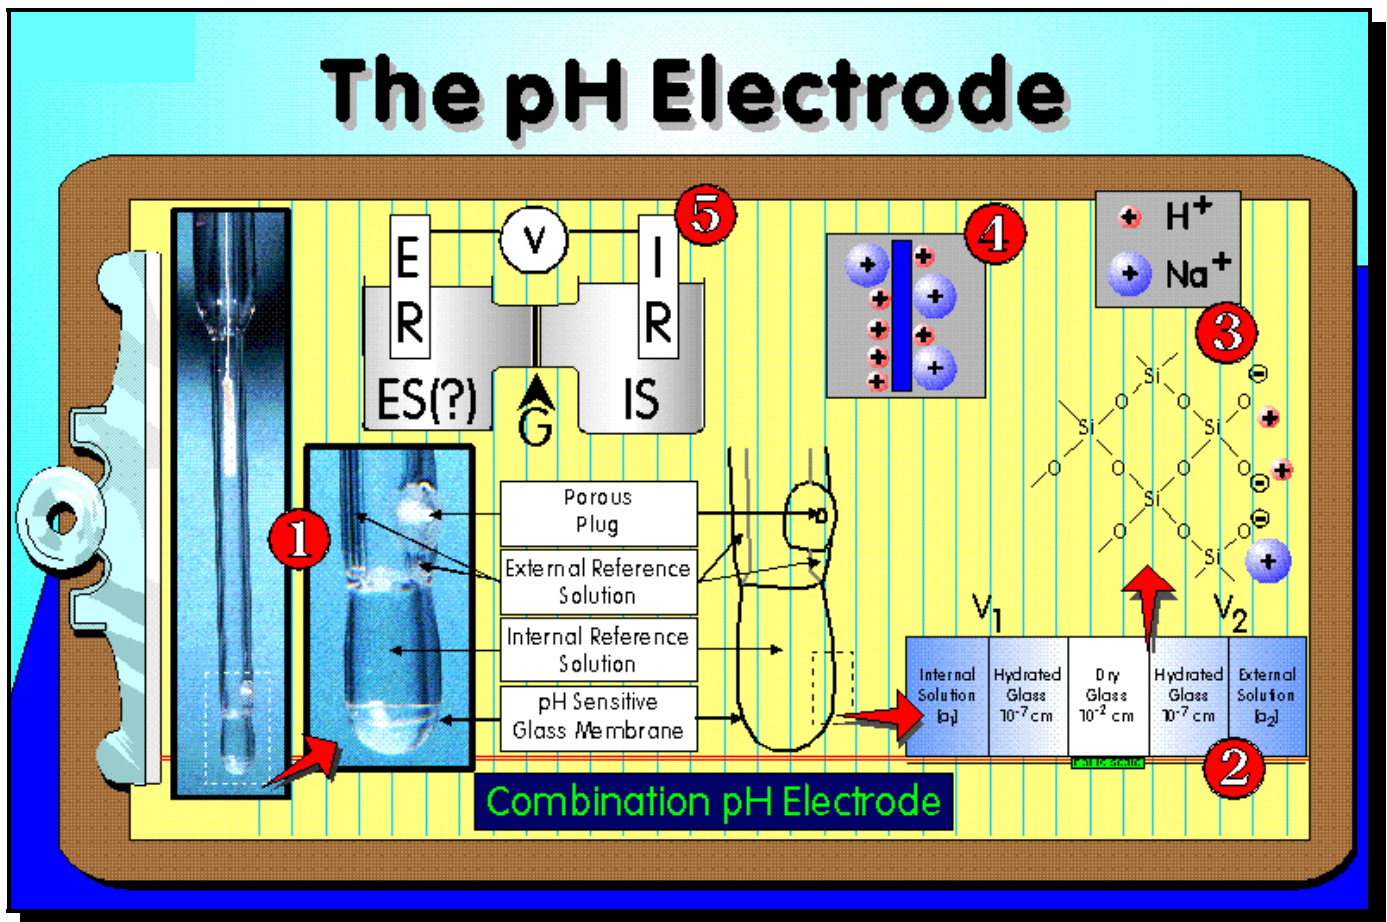 The pH Electrode
5
V
E
R
I
R
ES(?)
IS
G
4
+
+
+
+
+
+
+
+
+
+
H+
+
Na+
+
3
Si
O
O
Si
Si
O
O
O
O
O
Si
O
O
O
Si
−
−
−
+
+
+
1
Porous
Plug
External Reference
Solution
Internal Reference
Solution
pH Sensitive
Glass Membrane
V1
V2
Internal
Solution
[a1]
Hydrated
Glass
10-7 cm
Dry
Glass
10-2 cm
Hydrated
Glass
10-7 cm
External
Solution
[a2]
2
Combination pH Electrode